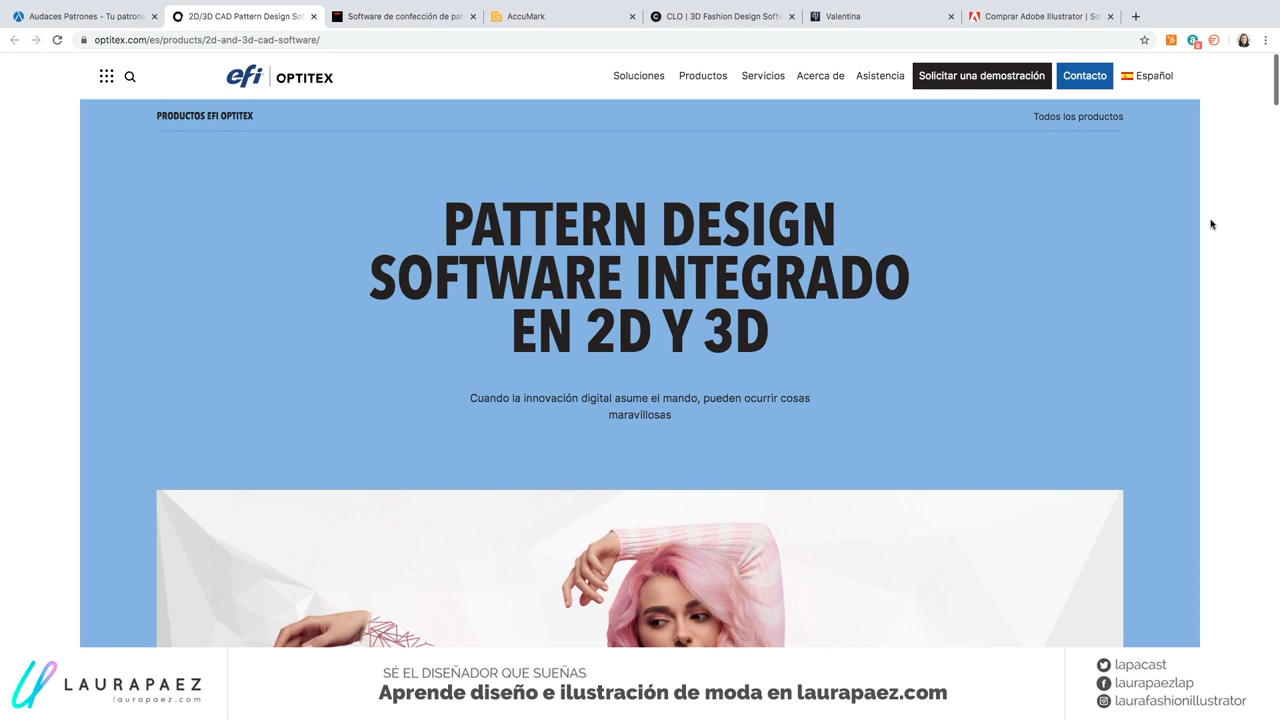 Audaces Patrones - Tu patrona
2D/3D CAD Pattern Design Sof
Software de confección de pat
AccuMark
CLO | 3D Fashion Design Softw
Valentina
Comprar Adobe Illustrator | So
optitex.com/es/products/2d-and-3d-cad-software/
efi OPTITEX
Soluciones Productos Servicios Acerca de Asistencia Solicitar una demostración Contacto Español
PRODUCTOS EFI OPTITEX
Todos los productos
PATTERN DESIGN
SOFTWARE INTEGRADO
EN 2D Y 3D
Cuando la innovación digital asume el mando, pueden ocurrir cosas
maravillosas
LAURAPAEZ
laurapaez.com
SÉ EL DISEÑADOR QUE SUEÑAS
Aprende diseño e ilustración de moda en laurapaez.com
lapacast
laurapaezlap
laurafashionillustrator